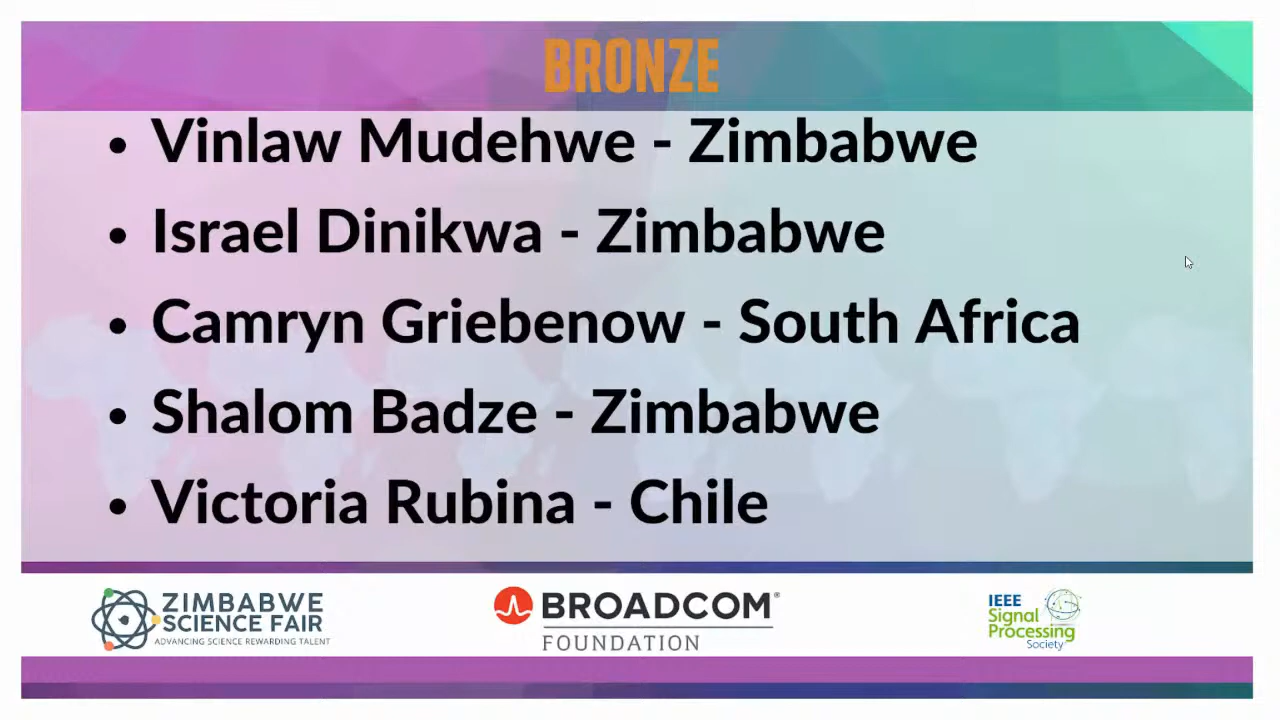 BRONZE
• Vinlaw Mudehwe - Zimbabwe
• Israel Dinikwa - Zimbabwe
• Camryn Griebenow - South Africa
• Shalom Badze - Zimbabwe
• Victoria Rubina - Chile
ZIMBABWE
SCIENCE FAIR
ADVANCING SCIENCE REWARDING TALENT
BROADCOM®
FOUNDATION
IEEE
Signal
Processing
Society